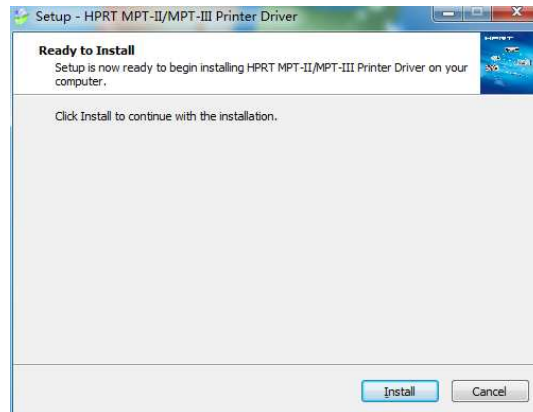 Setup - HPRT MPT-II/MPT-III Printer Driver
HPRT
Ready to Install
Setup is now ready to begin installing HPRT MPT-II/MPT-III Printer Driver on your
computer.
Click Install to continue with the installation.
Install
Cancel